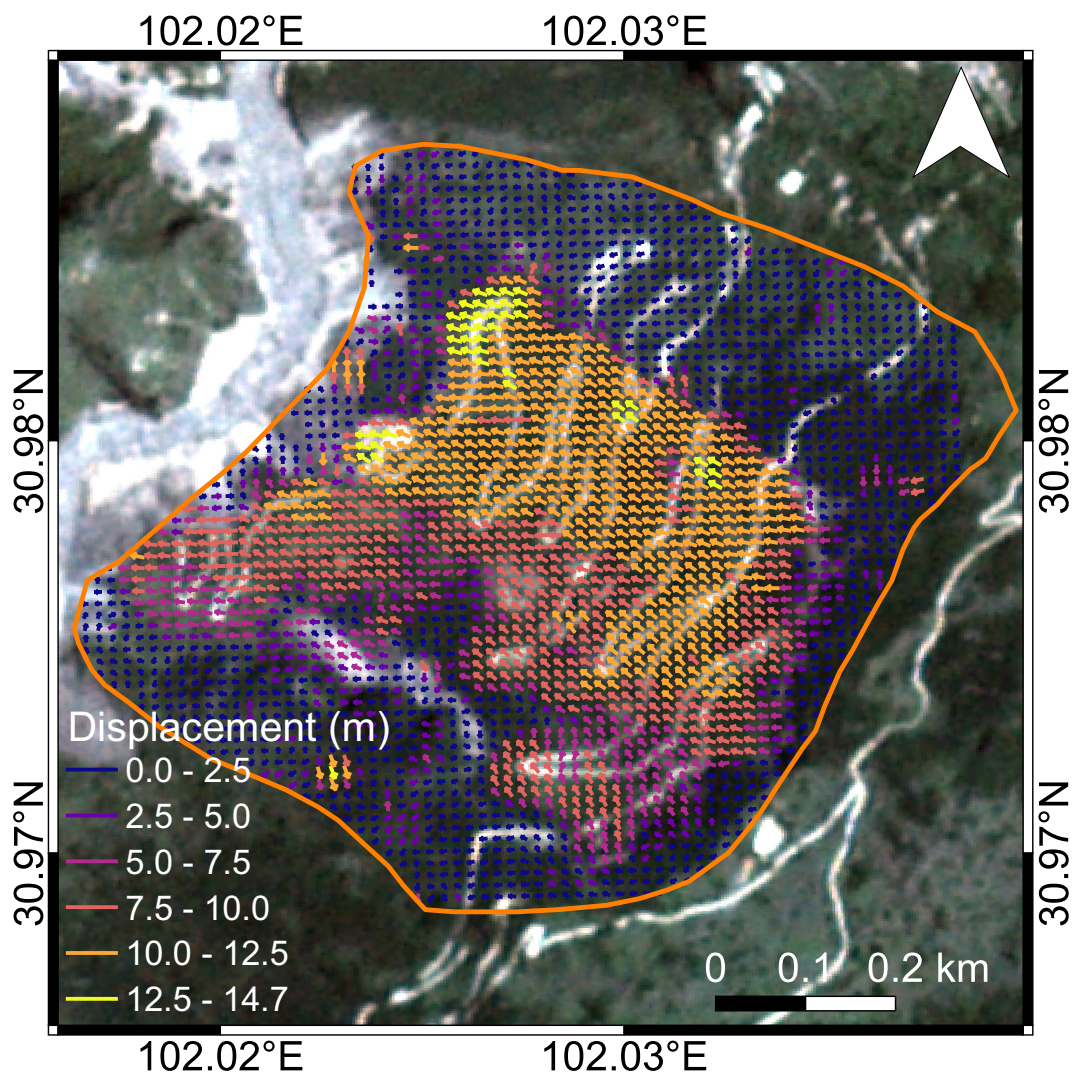 102.02°E 102.03°E
30.98°N 30.98°N
Displacement (m)
0.0 - 2.5
2.5 - 5.0
5.0 - 7.5
7.5 - 10.0
10.0 - 12.5
12.5 - 14.7
30.97°N 30.97°N
0 0.1 0.2 km
102.02°E 102.03°E